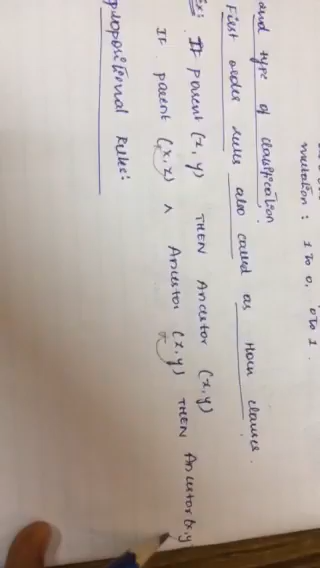 mutation : 1 to 0, 0 to 1.
and type of classification.
First order rules also called as Horn clauses.
Ex: If parent (x, y) THEN Ancestor (x, y)
If parent (x, z) ∧ Ancestor (z, y) THEN Ancestor (x, y
propositional Rules: